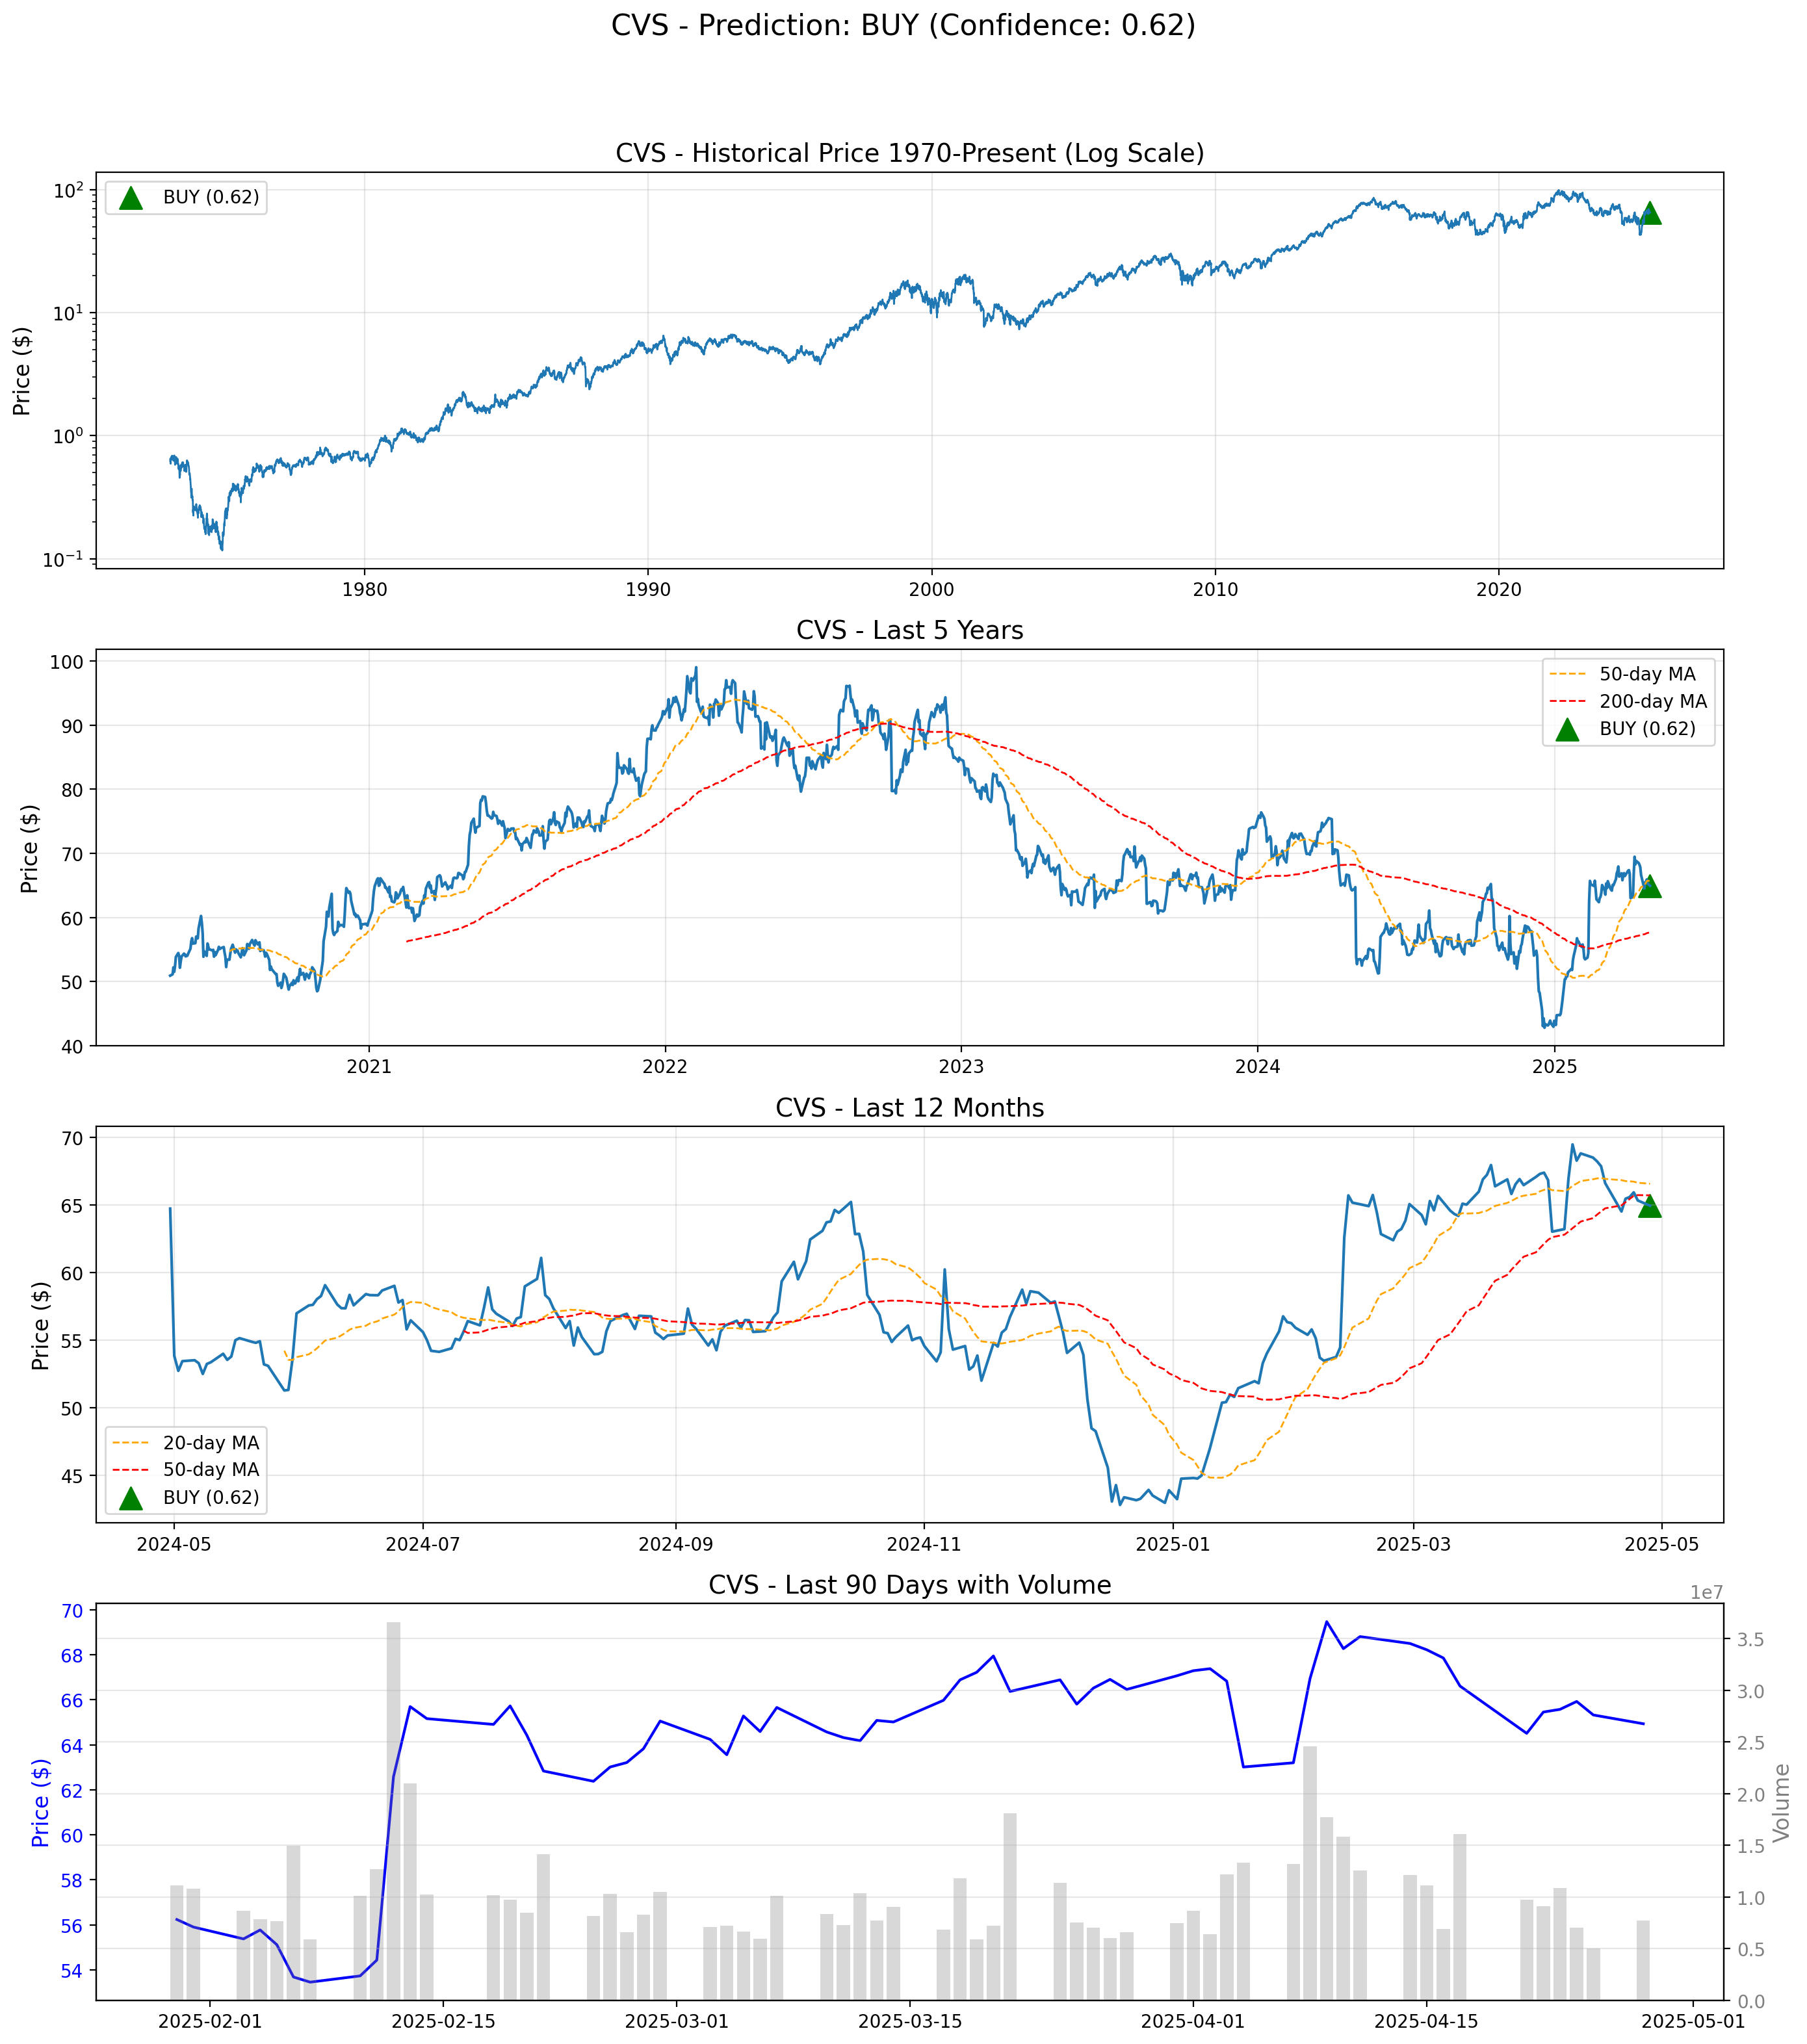 CVS - Prediction: BUY (Confidence: 0.62)
CVS - Historical Price 1970-Present (Log Scale)
BUY (0.62)
Price ($)
10²
10¹
10⁰
10⁻¹
1980 1990 2000 2010 2020
CVS - Last 5 Years
50-day MA
200-day MA
BUY (0.62)
Price ($)
100
90
80
70
60
50
40
2021 2022 2023 2024 2025
CVS - Last 12 Months
Price ($)
70
65
60
55
50
45
20-day MA
50-day MA
BUY (0.62)
2024-05 2024-07 2024-09 2024-11 2025-01 2025-03 2025-05
CVS - Last 90 Days with Volume
1e7
Price ($)
70
68
66
64
62
60
58
56
54
3.5
3.0
2.5
2.0
1.5
1.0
0.5
0.0
Volume
2025-02-01 2025-02-15 2025-03-01 2025-03-15 2025-04-01 2025-04-15 2025-05-01